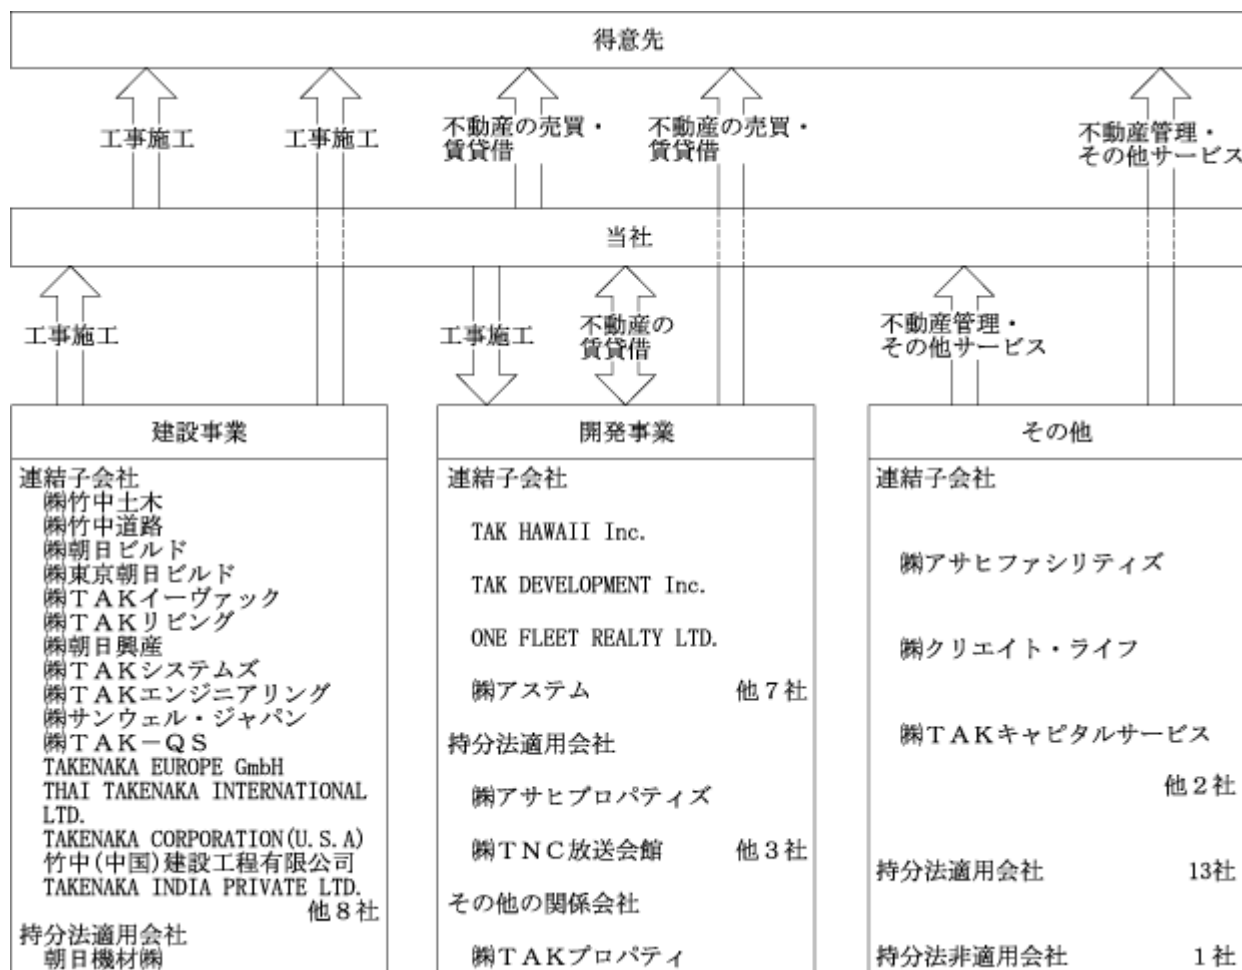 得意先
工事施工
工事施工
不動産の売買・
賃貸借
不動産の売買・
賃貸借
不動産管理・
その他サービス
当社
工事施工
工事施工
不動産の
賃貸借
不動産管理・
その他サービス
建設事業
連結子会社
㈱竹中土木
㈱竹中道路
㈱朝日ビルド
㈱東京朝日ビルド
㈱ＴＡＫイーヴァック
㈱ＴＡＫリビング
㈱朝日興産
㈱ＴＡＫシステムズ
㈱ＴＡＫエンジニアリング
㈱サンウェル・ジャパン
㈱ＴＡＫ－ＱＳ
TAKENAKA EUROPE GmbH
THAI TAKENAKA INTERNATIONAL
LTD.
TAKENAKA CORPORATION(U.S.A)
竹中(中国)建設工程有限公司
TAKENAKA INDIA PRIVATE LTD.
他８社
持分法適用会社
朝日機材㈱
開発事業
連結子会社
TAK HAWAII Inc.
TAK DEVELOPMENT Inc.
ONE FLEET REALTY LTD.
㈱アステム 他７社
持分法適用会社
㈱アサヒプロパティズ
㈱ＴＮＣ放送会館 他３社
その他の関係会社
㈱ＴＡＫプロパティ
その他
連結子会社
㈱アサヒファシリティズ
㈱クリエイト・ライフ
㈱ＴＡＫキャピタルサービス
他２社
持分法適用会社 13社
持分法非適用会社 １社